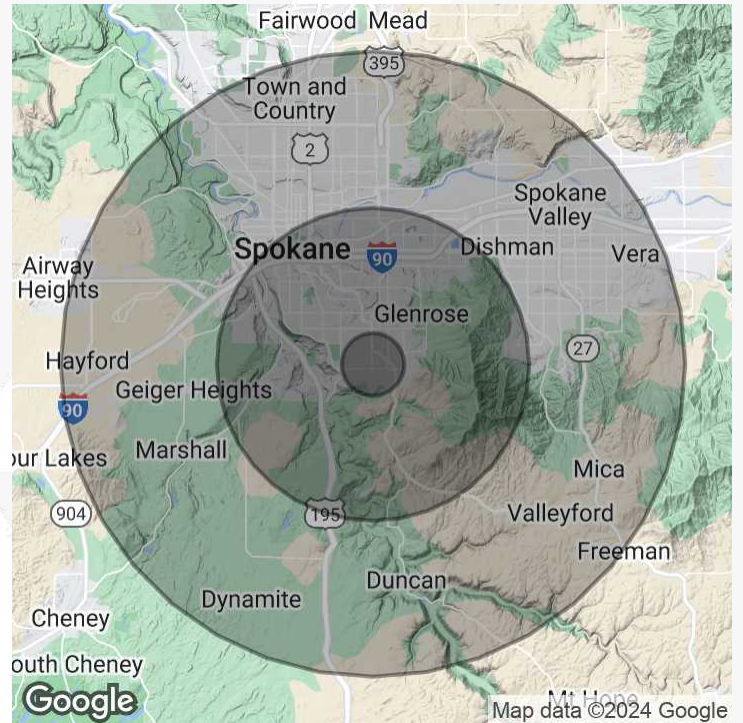 Fairwood Mead
395
Town and
Country
2
Spokane
Valley
Spokane
90
Dishman
Vera
Airway
Heights
Glenrose
27
Hayford
Geiger Heights
90
Marshall
our Lakes
Mica
904
195
Valleyford
Freeman
Duncan
Dynamite
Cheney
outh Cheney
Mt Hope
Google
Map data ©2024 Google